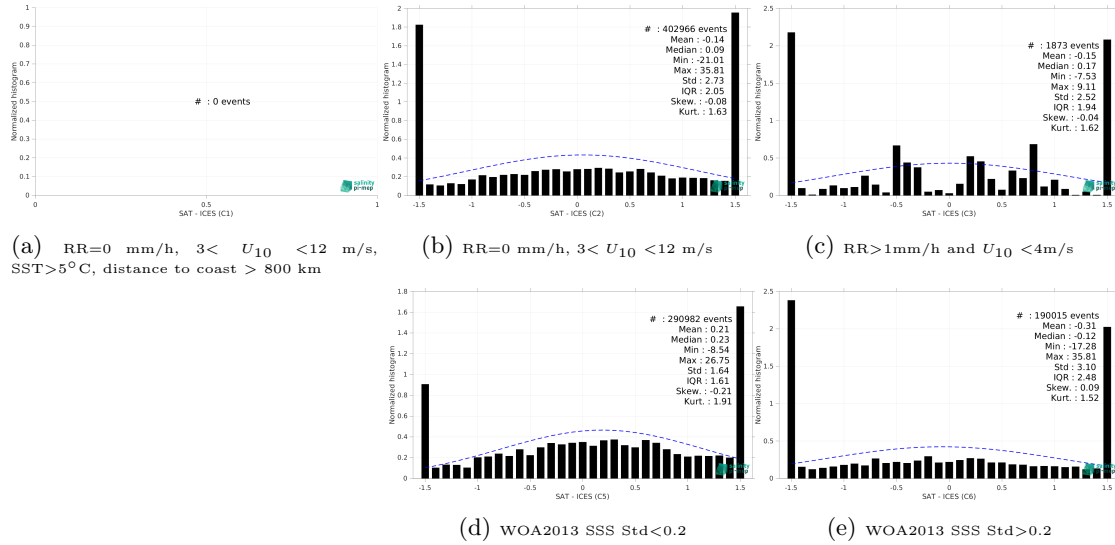 1
0.9
0.8
0.7
0.6
0.5
0.4
0.3
0.2
0.1
0
Normalized histogram
# : 0 events
0 0.5 1
SAT - ICES (C1)
salinity
pi-mep
(a) RR=0 mm/h, 3< U10 <12 m/s,
SST>5°C, distance to coast > 800 km
2
1.8
1.6
1.4
1.2
1
0.8
0.6
0.4
0.2
0
Normalized histogram
# : 402966 events
Mean : -0.14
Median : 0.09
Min : -21.01
Max : 35.81
Std : 2.73
IQR : 2.05
Skew. : -0.08
Kurt. : 1.63
-1.5 -1 -0.5 0 0.5 1 1.5
SAT - ICES (C2)
salinity
pi-mep
(b) RR=0 mm/h, 3< U10 <12 m/s
2.5
2
1.5
1
0.5
0
Normalized histogram
# : 1873 events
Mean : -0.15
Median : 0.17
Min : -7.53
Max : 9.11
Std : 2.52
IQR : 1.94
Skew. : -0.04
Kurt. : 1.62
-1.5 -1 -0.5 0 0.5 1 1.5
SAT - ICES (C3)
salinity
pi-mep
(c) RR>1mm/h and U10 <4m/s
1.8
1.6
1.4
1.2
1
0.8
0.6
0.4
0.2
0
Normalized histogram
# : 290982 events
Mean : 0.21
Median : 0.23
Min : -8.54
Max : 26.75
Std : 1.64
IQR : 1.61
Skew. : -0.21
Kurt. : 1.91
-1.5 -1 -0.5 0 0.5 1 1.5
SAT - ICES (C5)
salinity
pi-mep
(d) WOA2013 SSS Std<0.2
2.5
2
1.5
1
0.5
0
Normalized histogram
# : 190015 events
Mean : -0.31
Median : -0.12
Min : -17.28
Max : 35.81
Std : 3.10
IQR : 2.48
Skew. : 0.09
Kurt. : 1.52
-1.5 -1 -0.5 0 0.5 1 1.5
SAT - ICES (C6)
salinity
pi-mep
(e) WOA2013 SSS Std>0.2